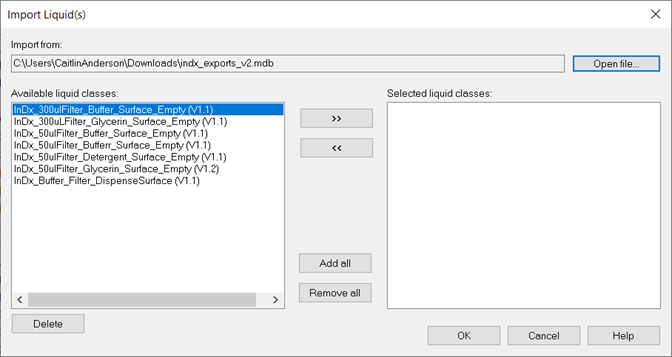 Import Liquid(s)
Import from:
C:\Users\CaitlinAnderson\Downloads\indx_exports_v2.mdb
Open file...
Available liquid classes:
InDx_300ulFilter_Buffer_Surface_Empty (V1.1)
InDx_300uLFilter_Glycerin_Surface_Empty (V1.1)
InDx_50ulFilter_Buffer_Surface_Empty (V1.1)
InDx_50ulFilter_Bufferr_Surface_Empty (V1.1)
InDx_50ulFilter_Detergent_Surface_Empty (V1.1)
InDx_50ulFilter_Glycerin_Surface_Empty (V1.2)
InDx_Buffer_Filter_DispenseSurface (V1.1)
>>
<<
Add all
Remove all
Selected liquid classes:
Delete
OK
Cancel
Help